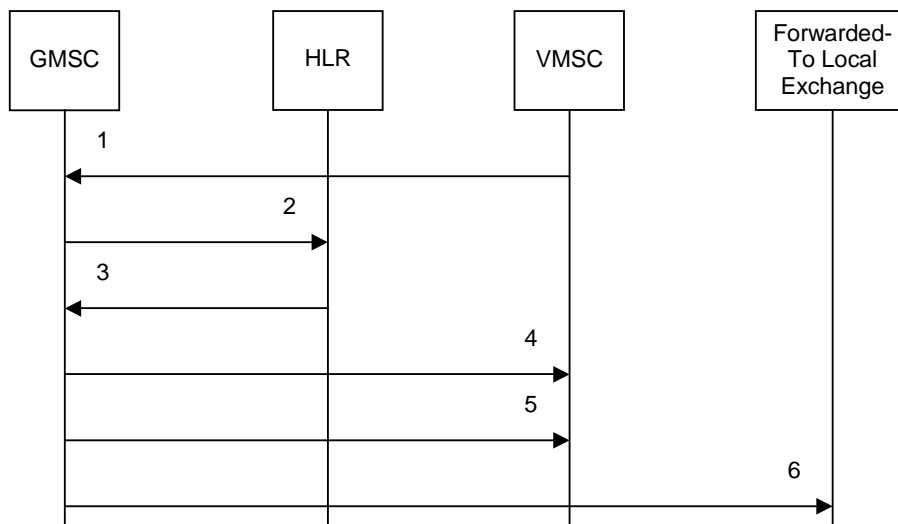 GMSC
HLR
VMSC
Forwarded-
To Local
Exchange
1
2
3
4
5
6